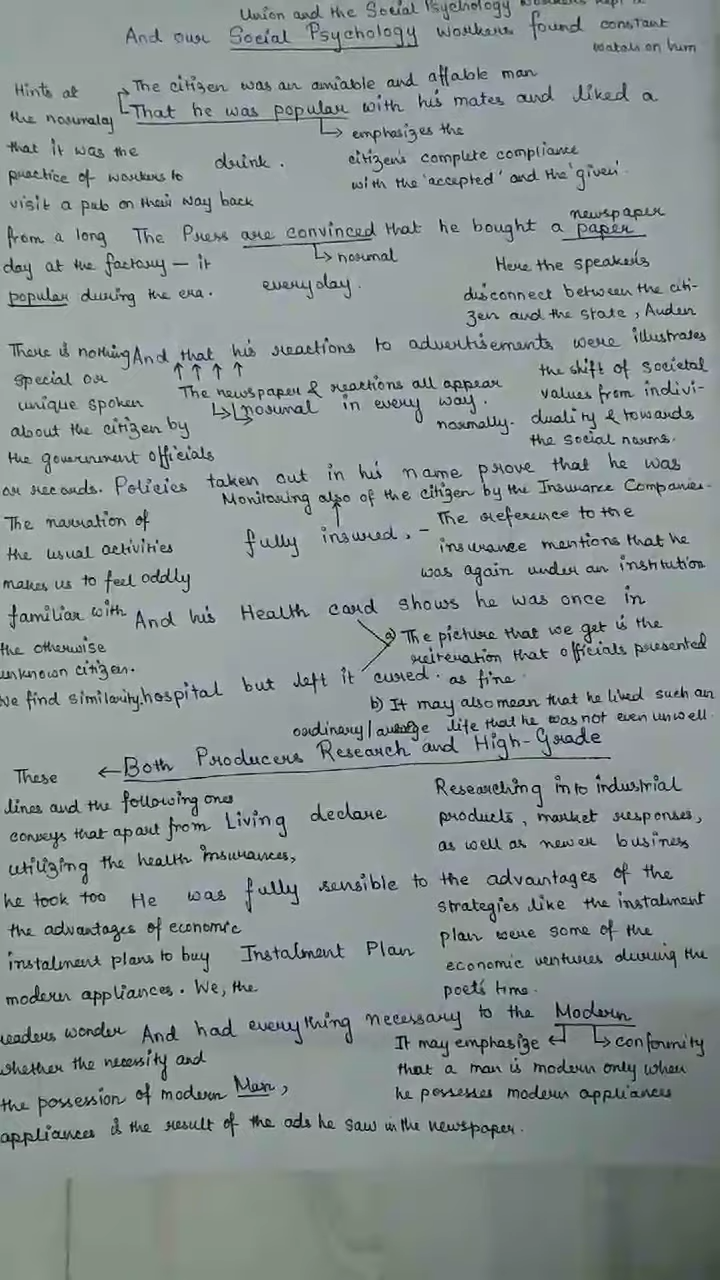 Union and the Social Psychology workers kept a
And our Social Psychology workers found constant
watch on him
Hints at → The citizen was an amiable and affable man
the normalcy That he was popular with his mates and liked a
that it was the → emphasizes the
practice of workers to drink. citizen's complete compliance
visit a pub on their way back with the 'accepted' and the 'given'.
newspaper
from a long The Press are convinced that he bought a paper
day at the factory — it → normal Here the speaker's
popular during the era. everyday. disconnect between the citi-
zen and the state, Auden
There is nothing And that his reactions to advertisements were illustrates
special or ↑ ↑ ↑ ↑ the shift of societal
unique spoken The newspaper & reactions all appear values from indivi-
about the citizen by → normal in every way. normally. duality & towards
the government officials the social norms.
or records. Policies taken out in his name prove that he was
Monitoring also of the citizen by the Insurance Companies.
The narration of fully insured, – The reference to the
the usual activities insurance mentions that he
makes us to feel oddly was again under an institution
familiar with And his Health card shows he was once in
the otherwise a) The picture that we get is the
unknown citizen. reiteration that officials presented
We find similarity. hospital but left it cured. as fine.
b) It may also mean that he lived such an
ordinary/average life that he was not even unwell.
These ← Both Producers Research and High-Grade
lines and the following ones Researching into industrial
conveys that apart from Living declare products, market responses,
utilizing the health insurances, as well as newer business
he took too He was fully sensible to the advantages of the
the advantages of economic strategies like the instalment
instalment plans to buy Instalment Plan plan were some of the
modern appliances. We, the economic ventures during the
poet's time.
readers wonder And had everything necessary to the Modern
whether the necessity and It may emphasize ↵ → conformity
the possession of modern Man, that a man is modern only when
he possesses modern appliances
appliances is the result of the ads he saw in the newspaper.